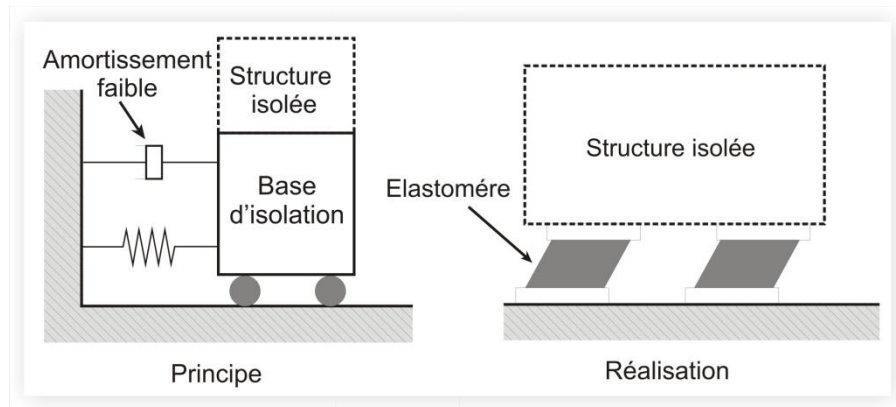 Amortissement
faible
Structure
isolée
Base
d'isolation
Principe
Structure isolée
Elastomére
Réalisation